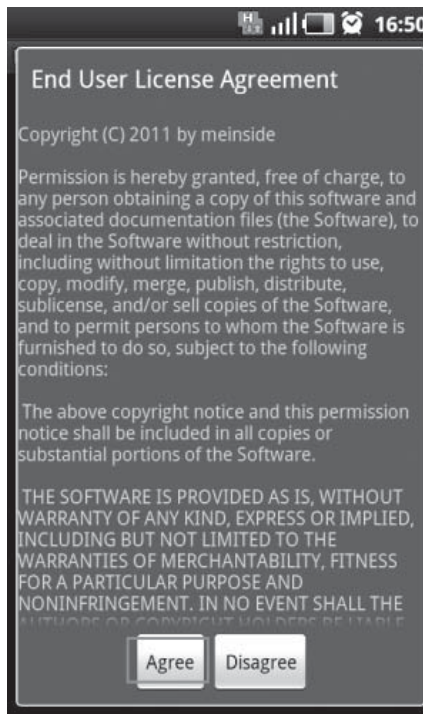 16:50
End User License Agreement
Copyright (C) 2011 by meinside
Permission is hereby granted, free of charge, to
any person obtaining a copy of this software and
associated documentation files (the Software), to
deal in the Software without restriction,
including without limitation the rights to use,
copy, modify, merge, publish, distribute,
sublicense, and/or sell copies of the Software,
and to permit persons to whom the Software is
furnished to do so, subject to the following
conditions:
The above copyright notice and this permission
notice shall be included in all copies or
substantial portions of the Software.
THE SOFTWARE IS PROVIDED AS IS, WITHOUT
WARRANTY OF ANY KIND, EXPRESS OR IMPLIED,
INCLUDING BUT NOT LIMITED TO THE
WARRANTIES OF MERCHANTABILITY, FITNESS
FOR A PARTICULAR PURPOSE AND
NONINFRINGEMENT. IN NO EVENT SHALL THE
AUTHORS OR COPYRIGHT HOLDERS BE LIABLE
Agree Disagree